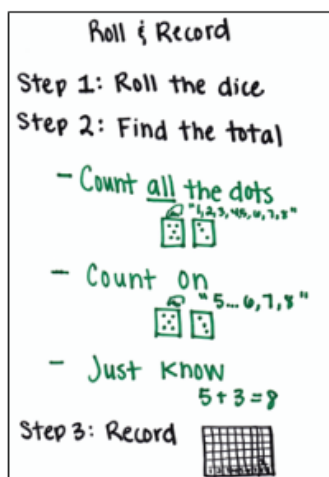 Roll & Record
Step 1: Roll the dice
Step 2: Find the total
- Count all the dots
"1,2,3,4,5,6,7,8"
- Count on
"5...6,7,8"
- Just know
5+3=8
Step 3: Record